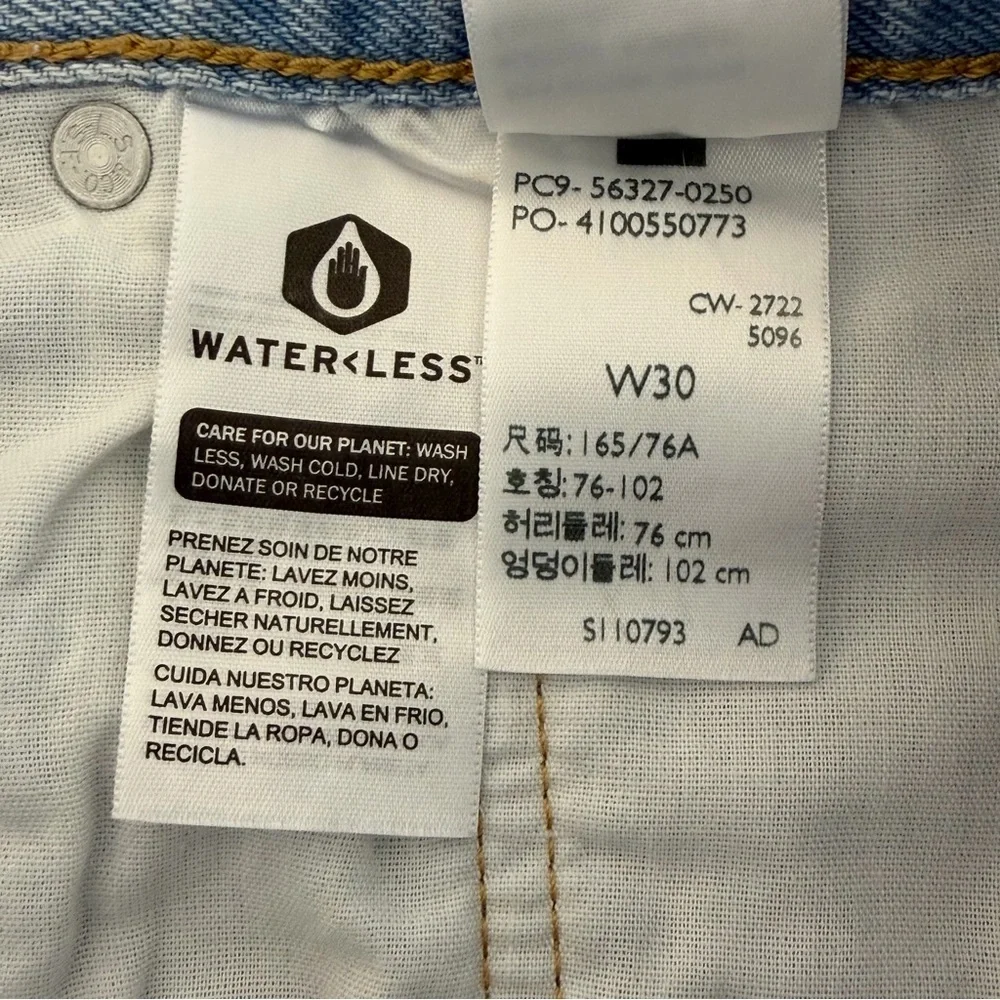 WATER<LESS™
CARE FOR OUR PLANET: WASH
LESS, WASH COLD, LINE DRY,
DONATE OR RECYCLE
PRENEZ SOIN DE NOTRE
PLANETE: LAVEZ MOINS,
LAVEZ A FROID, LAISSEZ
SECHER NATURELLEMENT,
DONNEZ OU RECYCLEZ
CUIDA NUESTRO PLANETA:
LAVA MENOS, LAVA EN FRIO,
TIENDE LA ROPA, DONA O
RECICLA.
PC9- 56327-0250
PO- 4100550773
CW- 2722
5096
W30
尺码: 165/76A
호칭: 76-102
허리둘레: 76 cm
엉덩이둘레: 102 cm
S110793 AD